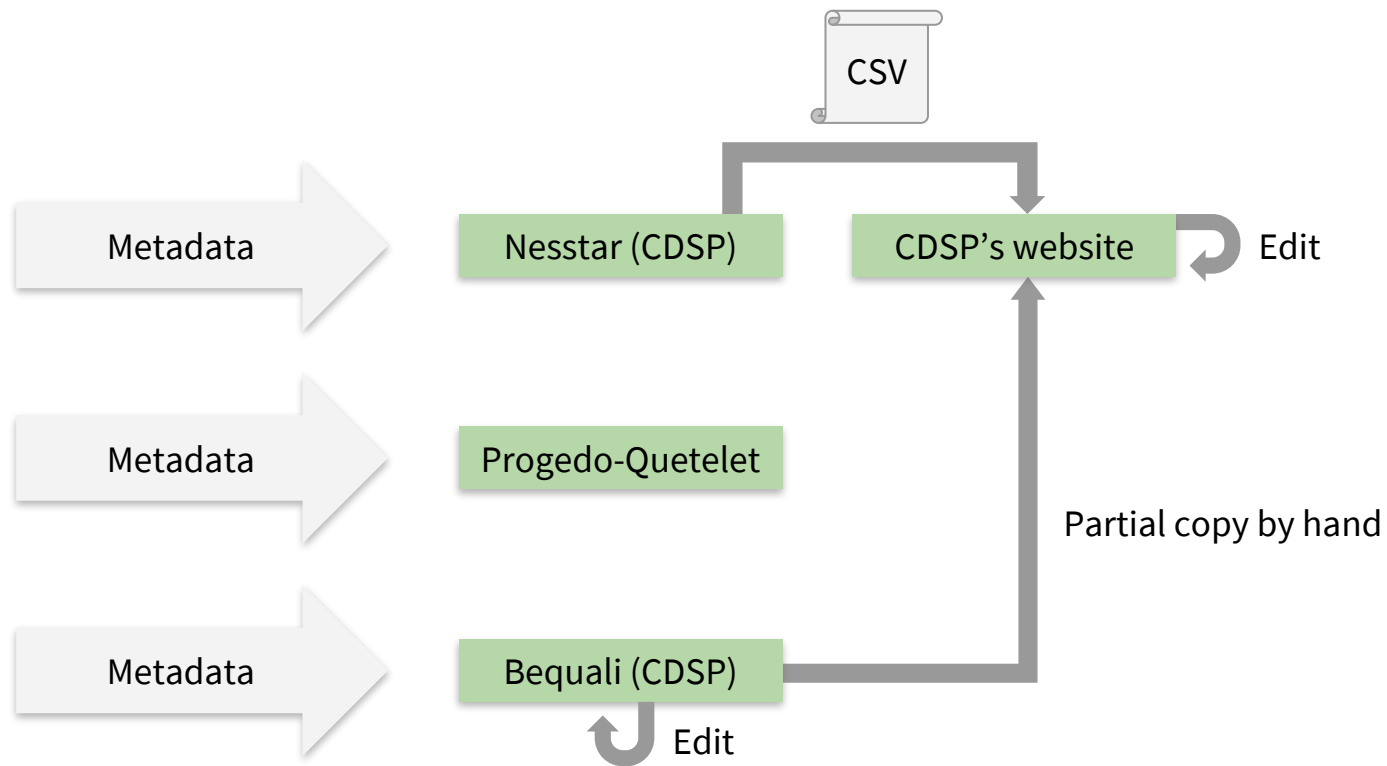 CSV
Metadata
Nesstar (CDSP)
CDSP’s website
Edit
Metadata
Progedo-Quetelet
Partial copy by hand
Metadata
Bequali (CDSP)
Edit